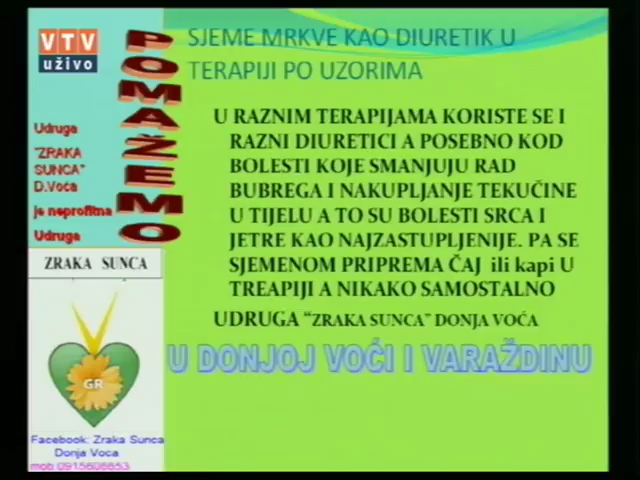 VTV
uživo
POMAŽEMO
Udruga
"ZRAKA
SUNCA"
D.Voća
je neprofitna
Udruga
ZRAKA SUNCA
GR
Facebook: Zraka Sunca
Donja Voca
mob 0915606653
SJEME MRKVE KAO DIURETIK U
TERAPIJI PO UZORIMA
U RAZNIM TERAPIJAMA KORISTE SE I
RAZNI DIURETICI A POSEBNO KOD
BOLESTI KOJE SMANJUJU RAD
BUBREGA I NAKUPLJANJE TEKUČINE
U TIJELU A TO SU BOLESTI SRCA I
JETRE KAO NAJZASTUPLJENIJE. PA SE
SJEMENOM PRIPREMA ČAJ ili kapi U
TREAPIJI A NIKAKO SAMOSTALNO
UDRUGA "ZRAKA SUNCA" DONJA VOĆA
U DONJOJ VOĆI I VARAŽDINU